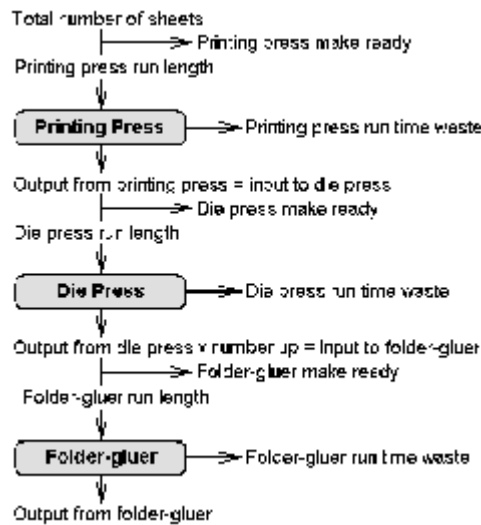 Total number of sheets
Printing press make ready
Printing press run length
Printing Press
Printing press run time waste
Output from printing press = input to die press
Die press make ready
Die press run length
Die Press
Die press run time waste
Output from die press x number up = Input to folder-gluer
Folder-gluer make ready
Folder-gluer run length
Folder-gluer
Folder-gluer run time waste
Output from folder-gluer